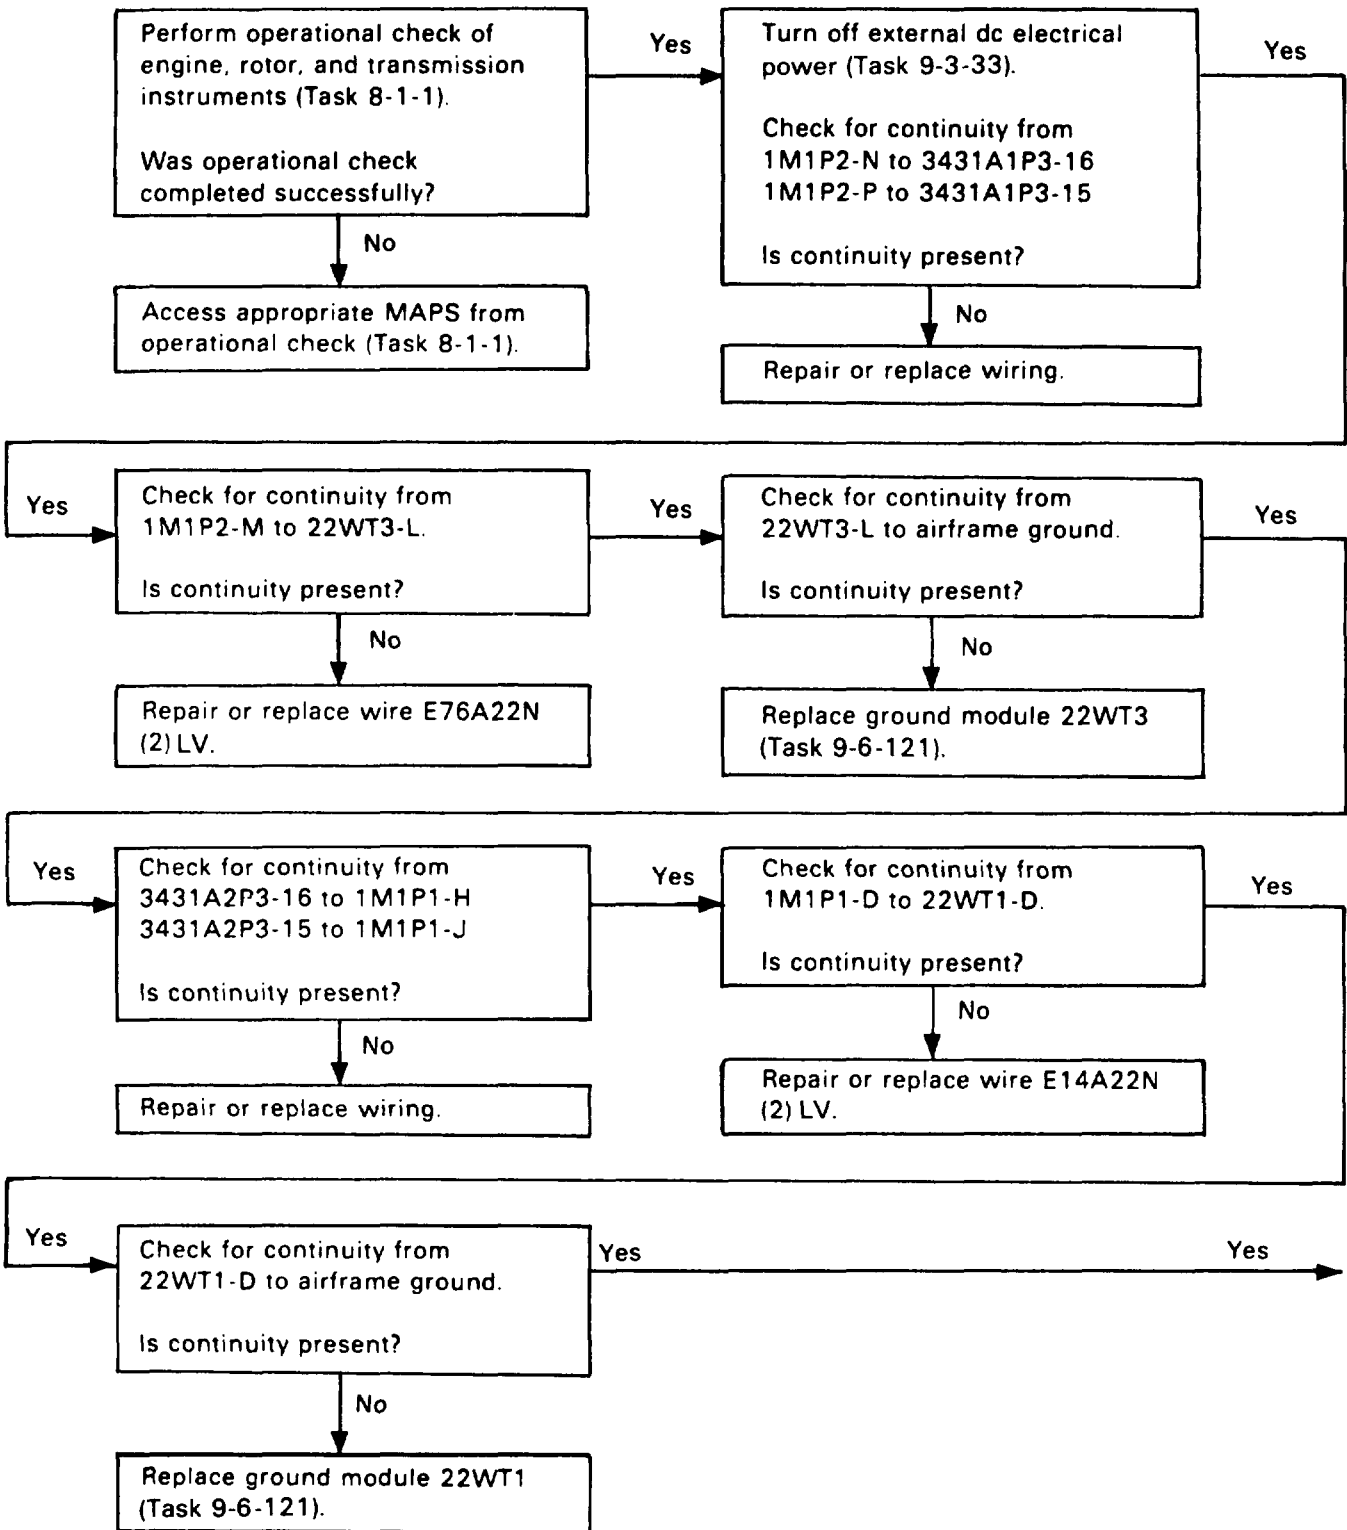 Perform operational check of
engine, rotor, and transmission
instruments (Task 8-1-1).
Was operational check
completed successfully?
Yes
Turn off external dc electrical
power (Task 9-3-33).
Check for continuity from
1M1P2-N to 3431A1P3-16
1M1P2-P to 3431A1P3-15
Is continuity present?
Yes
No
Access appropriate MAPS from
operational check (Task 8-1-1).
No
Repair or replace wiring.
Yes
Check for continuity from
1M1P2-M to 22WT3-L.
Is continuity present?
Yes
Check for continuity from
22WT3-L to airframe ground.
Is continuity present?
Yes
No
Repair or replace wire E76A22N
(2) LV.
No
Replace ground module 22WT3
(Task 9-6-121).
Yes
Check for continuity from
3431A2P3-16 to 1M1P1-H
3431A2P3-15 to 1M1P1-J
Is continuity present?
Yes
Check for continuity from
1M1P1-D to 22WT1-D.
Is continuity present?
Yes
No
Repair or replace wiring.
No
Repair or replace wire E14A22N
(2) LV.
Yes
Check for continuity from
22WT1-D to airframe ground.
Is continuity present?
Yes
Yes
No
Replace ground module 22WT1
(Task 9-6-121).